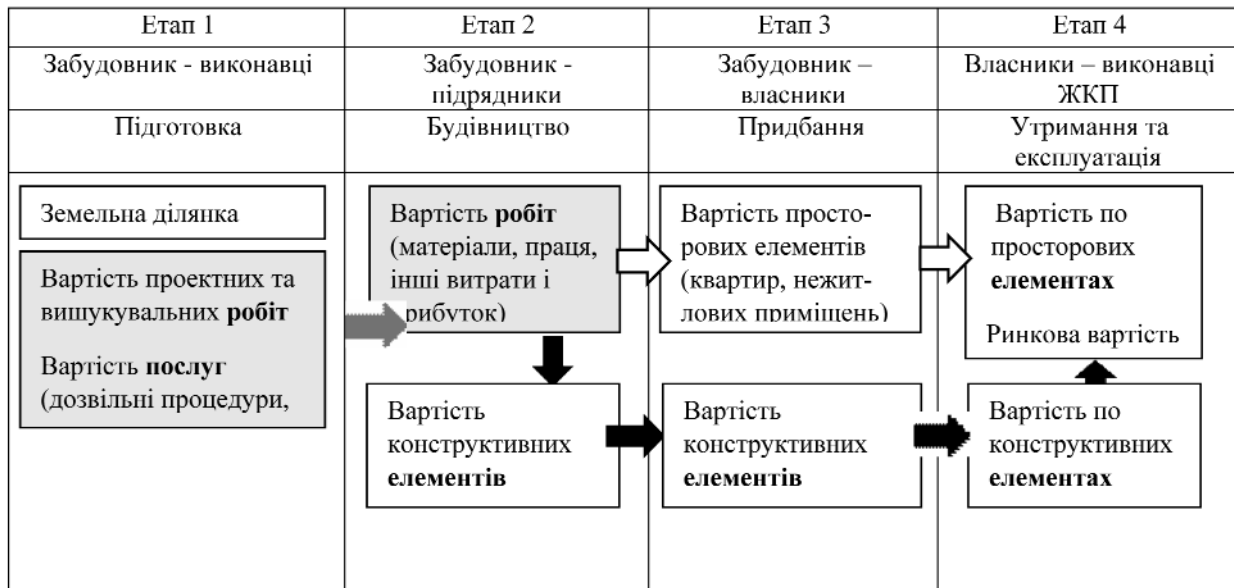 Етап 1
Етап 2
Етап 3
Етап 4
Забудовник - виконавці
Забудовник -
підрядники
Забудовник –
власники
Власники – виконавці
ЖКП
Підготовка
Будівництво
Придбання
Утримання та
експлуатація
Земельна ділянка
Вартість проектних та
вишукувальних робіт
Вартість послуг
(дозвільні процедури,
Вартість робіт
(матеріали, праця,
інші витрати і
рибуток)
Вартість
конструктивних
елементів
Вартість просто-
рових елементів
(квартир, нежит-
лових приміщень)
Вартість
конструктивних
елементів
Вартість по
просторових
елементах
Ринкова вартість
Вартість по
конструктивних
елементах